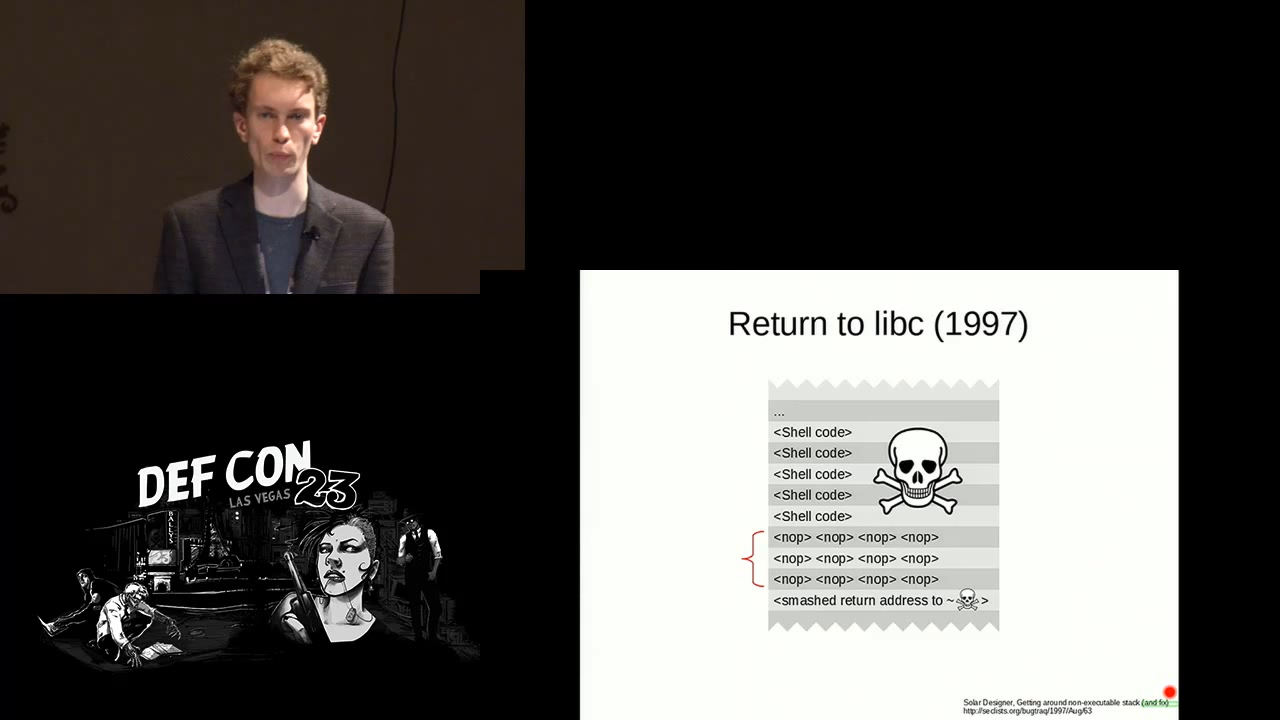 DEF CON 23
LAS VEGAS
BALLYS
Return to libc (1997)
...
<Shell code>
<Shell code>
<Shell code>
<Shell code>
<Shell code>
<nop> <nop> <nop> <nop>
<nop> <nop> <nop> <nop>
<nop> <nop> <nop> <nop>
<smashed return address to ~ >
Solar Designer, Getting around non-executable stack (and fix)
http://seclists.org/bugtraq/1997/Aug/63